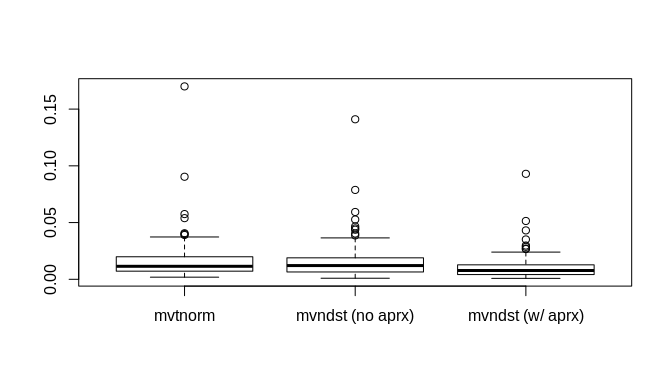 0.15
0.10
0.05
0.00
mvtnorm
mvndst (no aprx)
mvndst (w/ aprx)